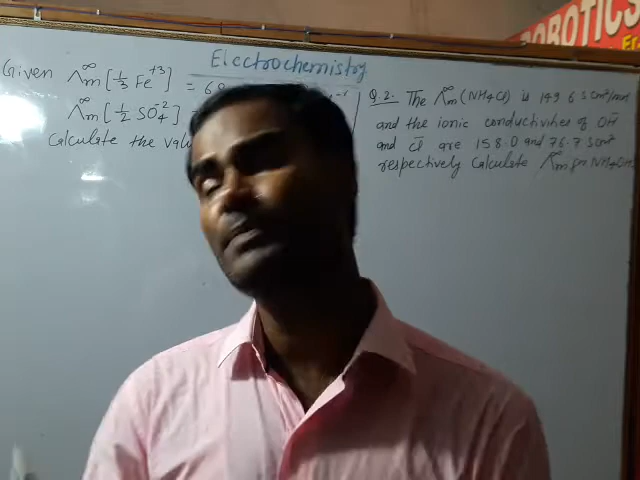 ROBOTICS
Electrochemistry
Given Λ∞m [⅓ Fe+3] = 68
Λ∞m [½ SO4-2]
Calculate the val
Q.2. The Λ∞m (NH4Cl) is 149.6 S cm²/mol
and the ionic conductivities of OH-
and Cl- are 158.0 and 76.7 S cm²
respectively Calculate Λ∞m for NH4OH